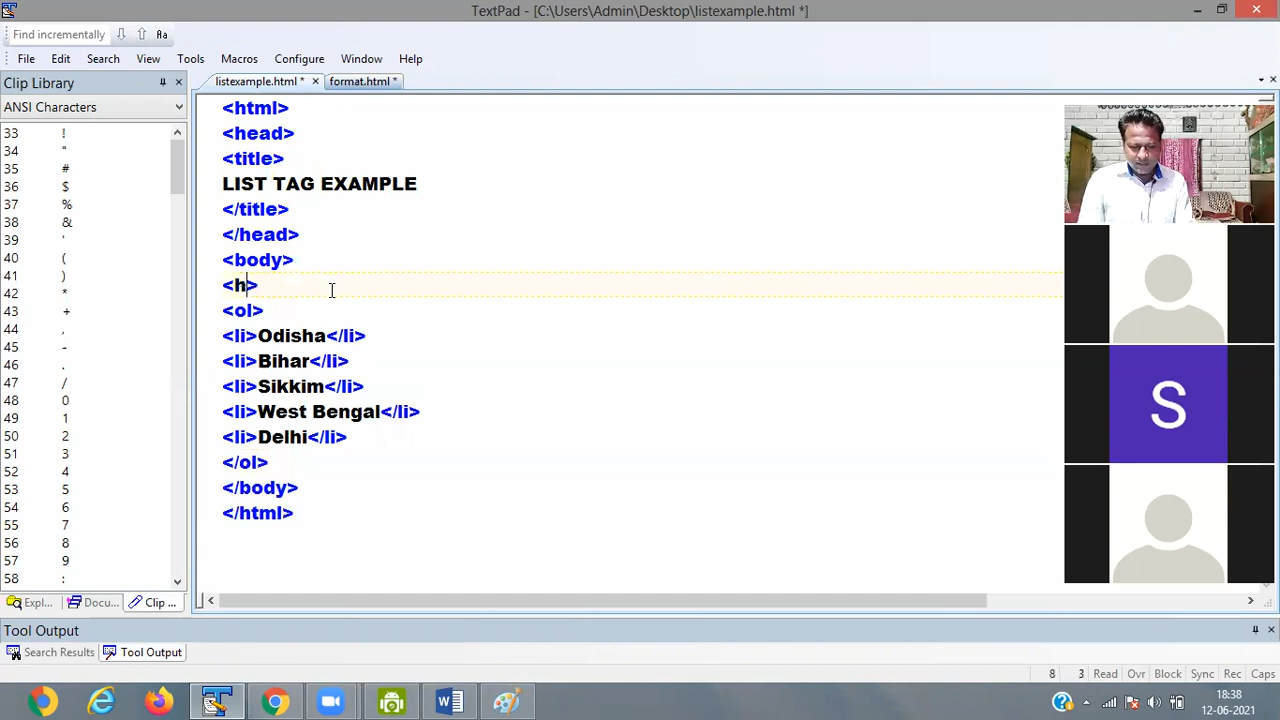 TextPad - [C:\Users\Admin\Desktop\listexample.html *]
Find incrementally
Aa
File Edit Search View Tools Macros Configure Window Help
Clip Library
listexample.html * format.html *
ANSI Characters
33 !
34 "
35 #
36 $
37 %
38 &
39 '
40 (
41 )
42 *
43 +
44 ,
45 -
46 .
47 /
48 0
49 1
50 2
51 3
52 4
53 5
54 6
55 7
56 8
57 9
58 :
<html>
<head>
<title>
LIST TAG EXAMPLE
</title>
</head>
<body>
<h>
<ol>
<li>Odisha</li>
<li>Bihar</li>
<li>Sikkim</li>
<li>West Bengal</li>
<li>Delhi</li>
</ol>
</body>
</html>
S
Expl... Docu... Clip ...
Tool Output
Search Results Tool Output
8 3 Read Ovr Block Sync Rec Caps
18:38
12-06-2021